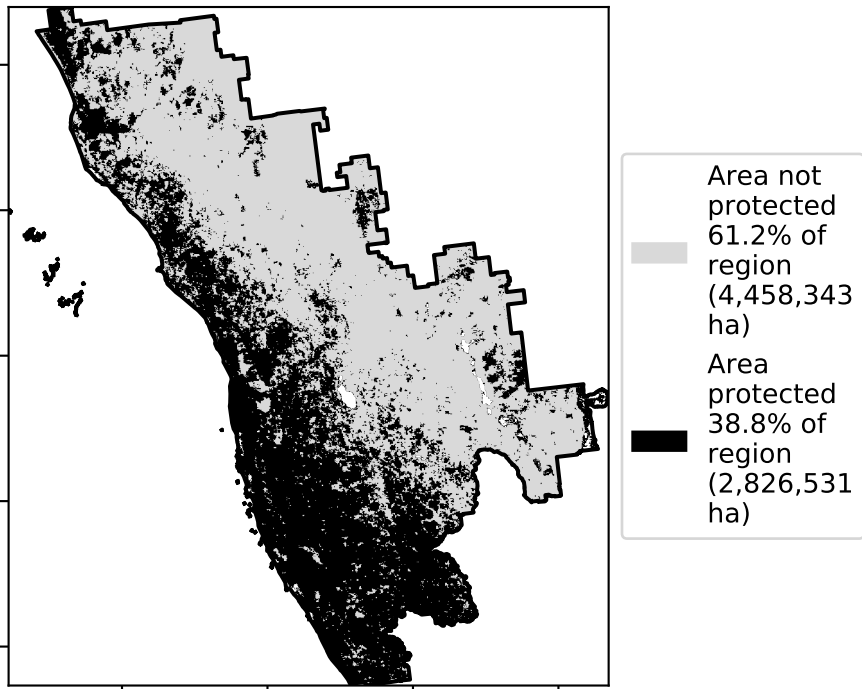 Area not
protected
61.2% of
region
(4,458,343
ha)
Area
protected
38.8% of
region
(2,826,531
ha)